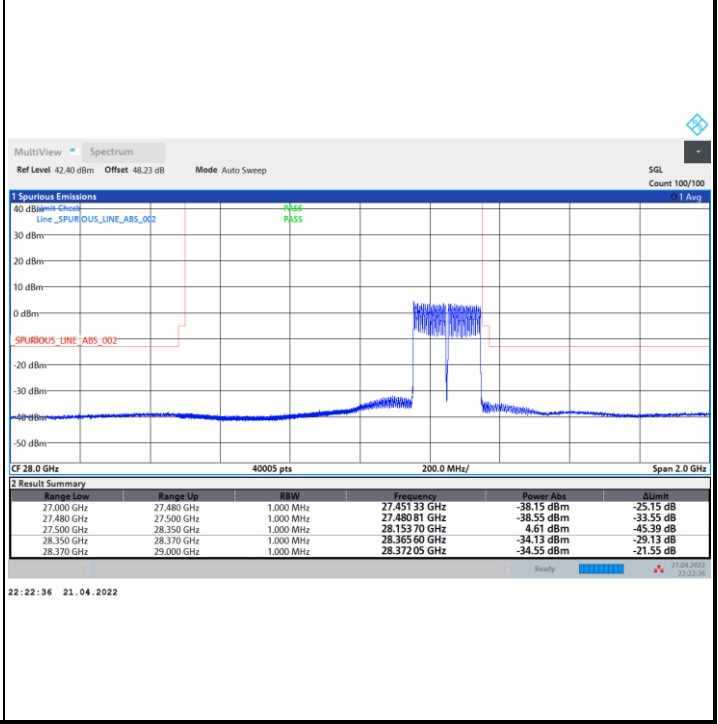 MultiView Spectrum
Ref Level 42.40 dBm Offset 48.23 dB Mode Auto Sweep SGL
Count 100/100
1 Spurious Emissions 1 Avg
40 dBm Limit Check PASS
Line _SPURIOUS_LINE_ABS_002 PASS
30 dBm
20 dBm
10 dBm
0 dBm
_SPURIOUS_LINE_ABS_002
-20 dBm
-30 dBm
-40 dBm
-50 dBm
CF 28.0 GHz 40005 pts 200.0 MHz/ Span 2.0 GHz
2 Result Summary
Range Low Range Up RBW Frequency Power Abs ΔLimit
27.000 GHz 27.480 GHz 1.000 MHz 27.451 33 GHz -38.15 dBm -25.15 dB
27.480 GHz 27.500 GHz 1.000 MHz 27.480 81 GHz -38.55 dBm -33.55 dB
27.500 GHz 28.350 GHz 1.000 MHz 28.153 70 GHz 4.61 dBm -45.39 dB
28.350 GHz 28.370 GHz 1.000 MHz 28.365 60 GHz -34.13 dBm -29.13 dB
28.370 GHz 29.000 GHz 1.000 MHz 28.372 05 GHz -34.55 dBm -21.55 dB
Ready 21.04.2022
22:22:36
22:22:36 21.04.2022